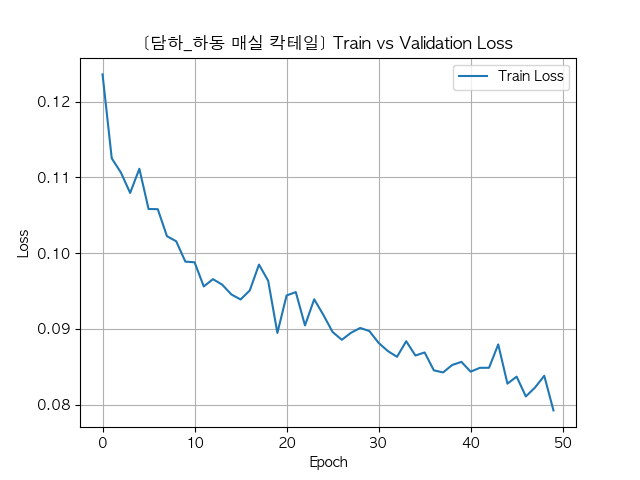 [담하_하동 매실 칵테일] Train vs Validation Loss
Train Loss
Loss
0.12
0.11
0.10
0.09
0.08
0 10 20 30 40 50
Epoch